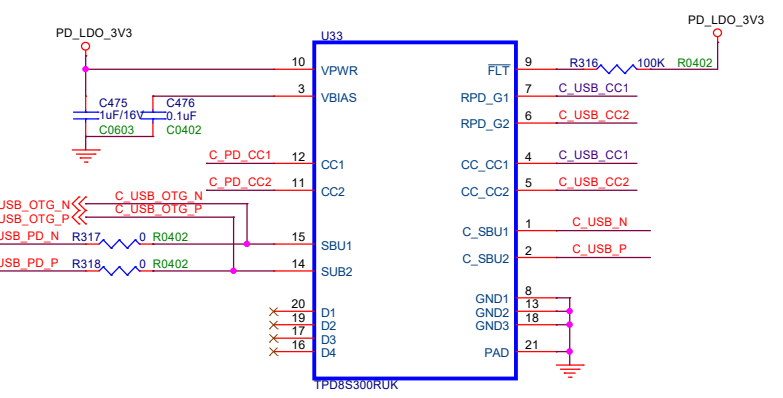 PD_LDO_3V3
PD_LDO_3V3
U33
10 VPWR
FLT 9 R316 100K R0402
3 VBIAS
RPD_G1 7 C_USB_CC1
C475 C476
1uF/16V 0.1uF
C0603 C0402
RPD_G2 6 C_USB_CC2
C_PD_CC1 12 CC1
CC_CC1 4 C_USB_CC1
C_PD_CC2 11 CC2
CC_CC2 5 C_USB_CC2
USB_OTG_N C_USB_OTG_N
USB_OTG_P C_USB_OTG_P
C_SBU1 1 C_USB_N
USB_PD_N R317 0 R0402 15 SBU1
C_SBU2 2 C_USB_P
USB_PD_P R318 0 R0402 14 SUB2
GND1 8
20 D1 GND2 13
19 D2 GND3 18
17 D3
16 D4 PAD 21
TPD8S300RUK